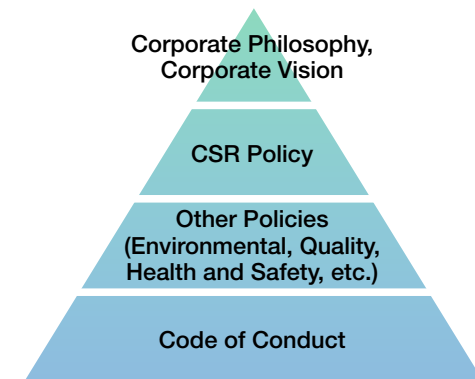 Corporate Philosophy,
Corporate Vision
CSR Policy
Other Policies
(Environmental, Quality,
Health and Safety, etc.)
Code of Conduct